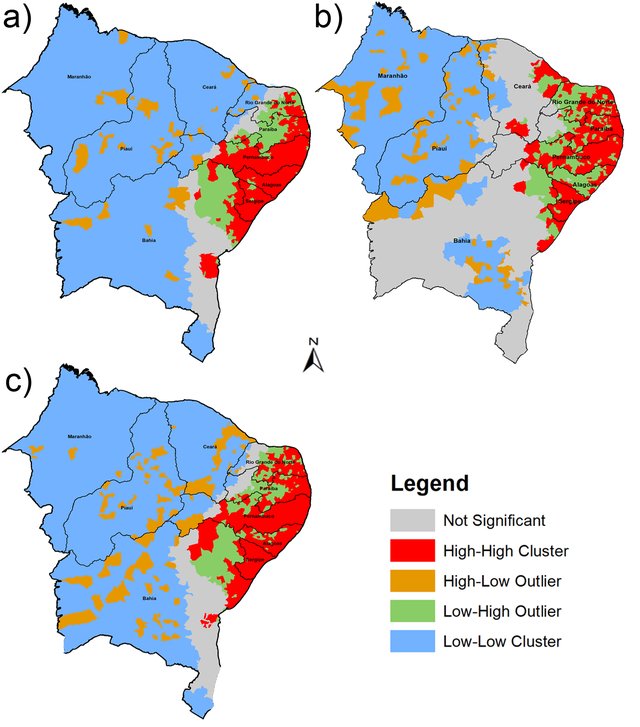 a)
Maranhão
Ceará
Rio Grande do Norte
Paraíba
Piauí
Pernambuco
Alagoas
Sergipe
Bahia
b)
Maranhão
Ceará
Rio Grande do Norte
Paraíba
Piauí
Pernambuco
Alagoas
Sergipe
Bahia
N
c)
Maranhão
Ceará
Rio Grande do Norte
Paraíba
Piauí
Pernambuco
Alagoas
Sergipe
Bahia
Legend
Not Significant
High-High Cluster
High-Low Outlier
Low-High Outlier
Low-Low Cluster